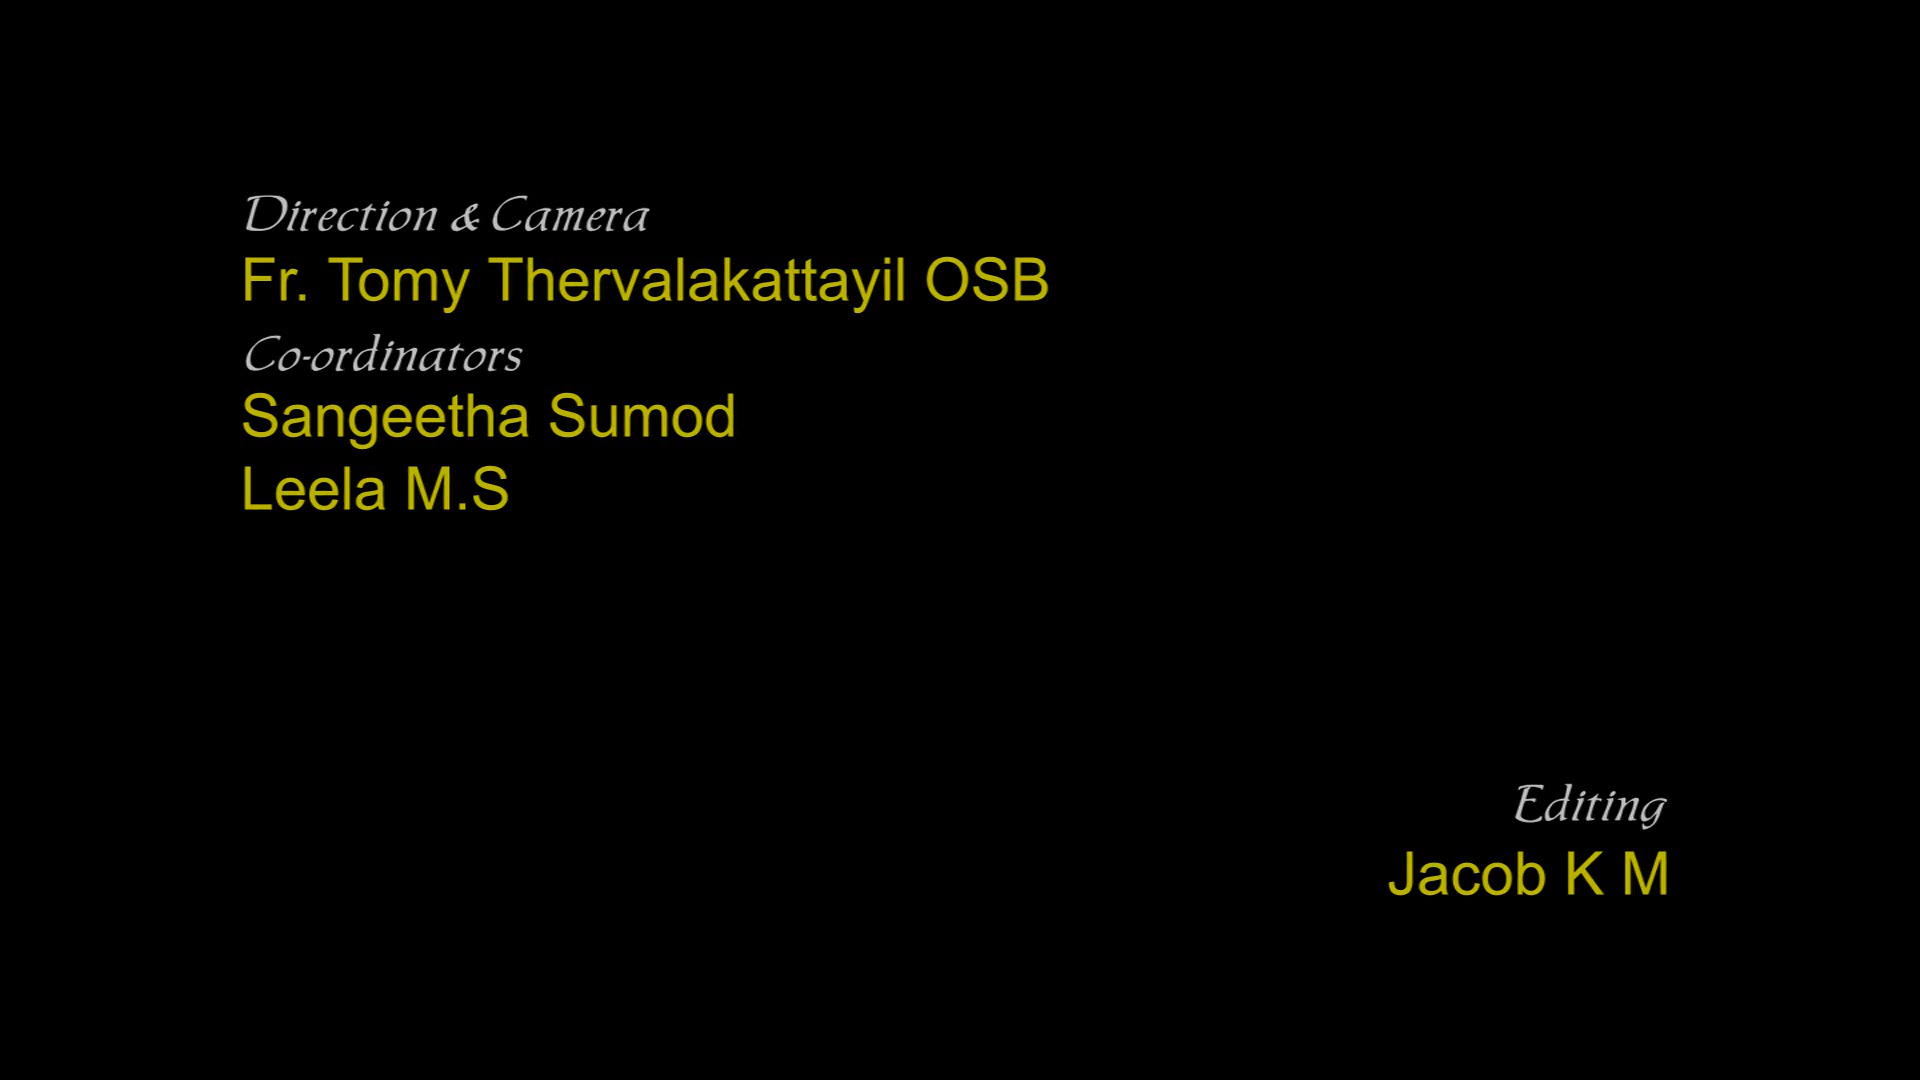 Direction & Camera
Fr. Tomy Thervalakattayil OSB
Co-ordinators
Sangeetha Sumod
Leela M.S
Editing
Jacob K M